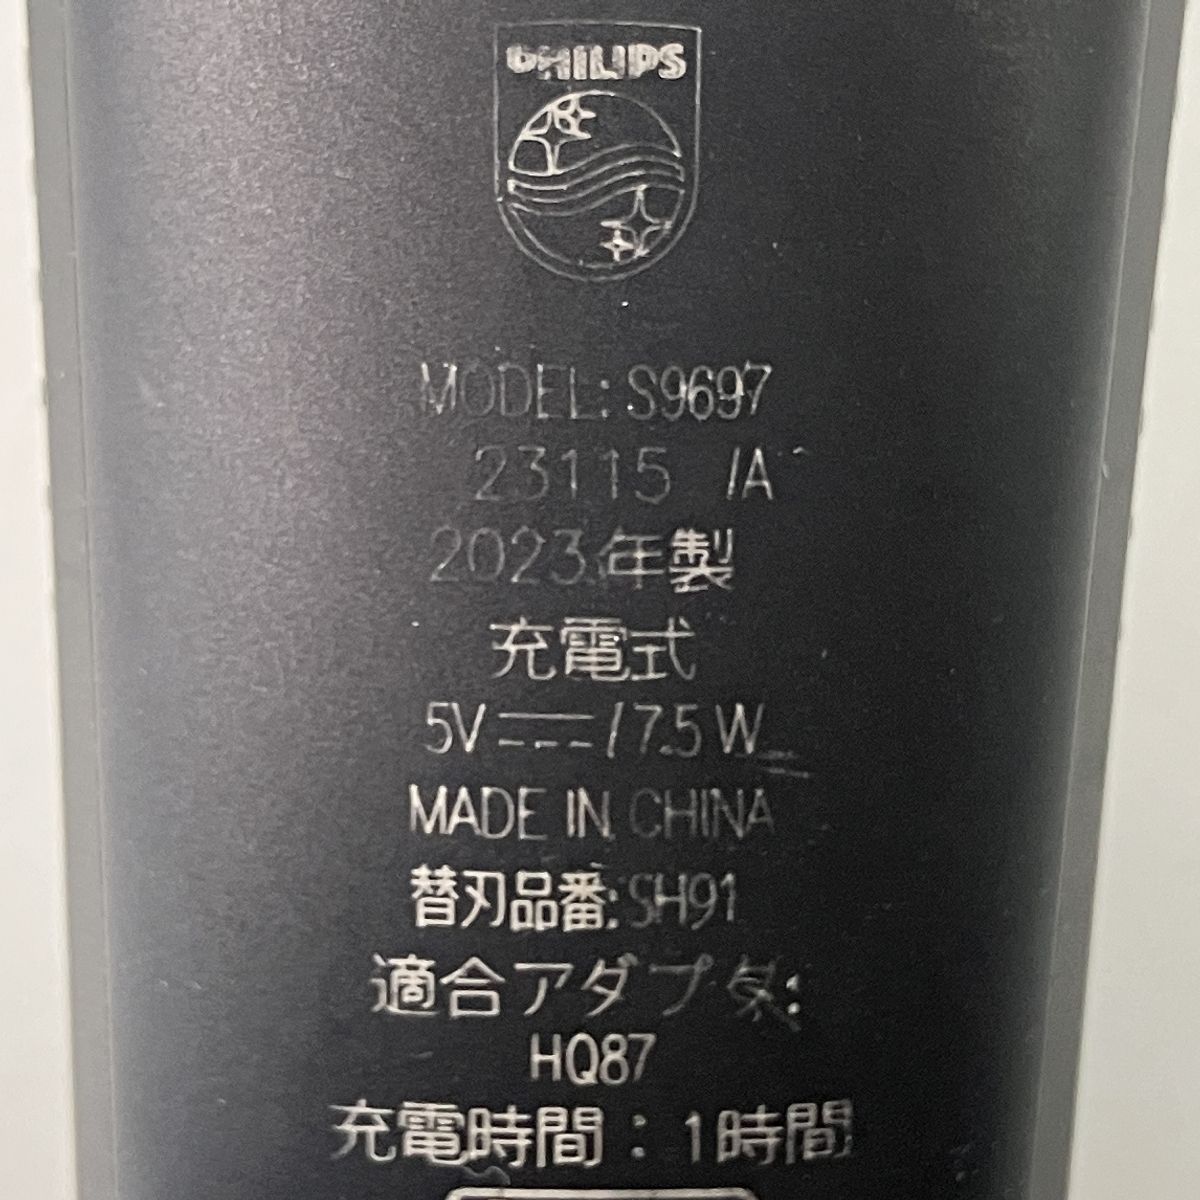 PHILIPS
MODEL: S9697
23115 /A
2023年製
充電式
5V⎓/7.5W
MADE IN CHINA
替刃品番:SH91
適合アダプタ:
HQ87
充電時間：1時間